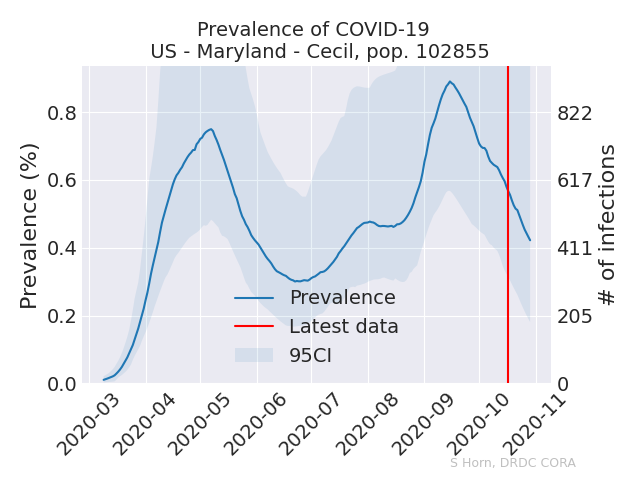 Prevalence of COVID-19
US - Maryland - Cecil, pop. 102855
Prevalence (%)
0.8
0.6
0.4
0.2
0.0
822
617
411
205
0
# of infections
Prevalence
Latest data
95CI
2020-03
2020-04
2020-05
2020-06
2020-07
2020-08
2020-09
2020-10
2020-11
S Horn, DRDC CORA